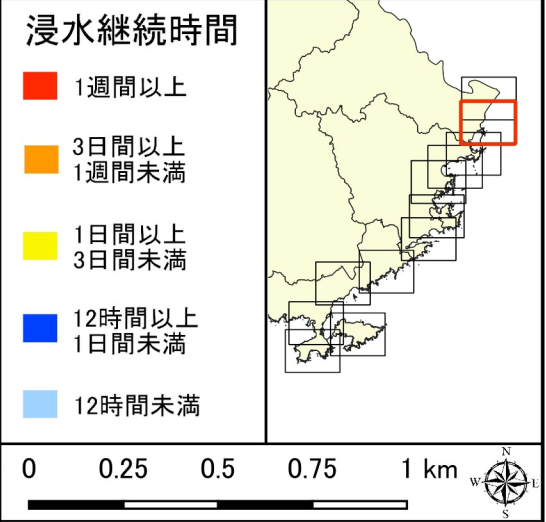 浸水継続時間
1週間以上
3日間以上
1週間未満
1日間以上
3日間未満
12時間以上
1日間未満
12時間未満
0 0.25 0.5 0.75 1 km
N
W E
S